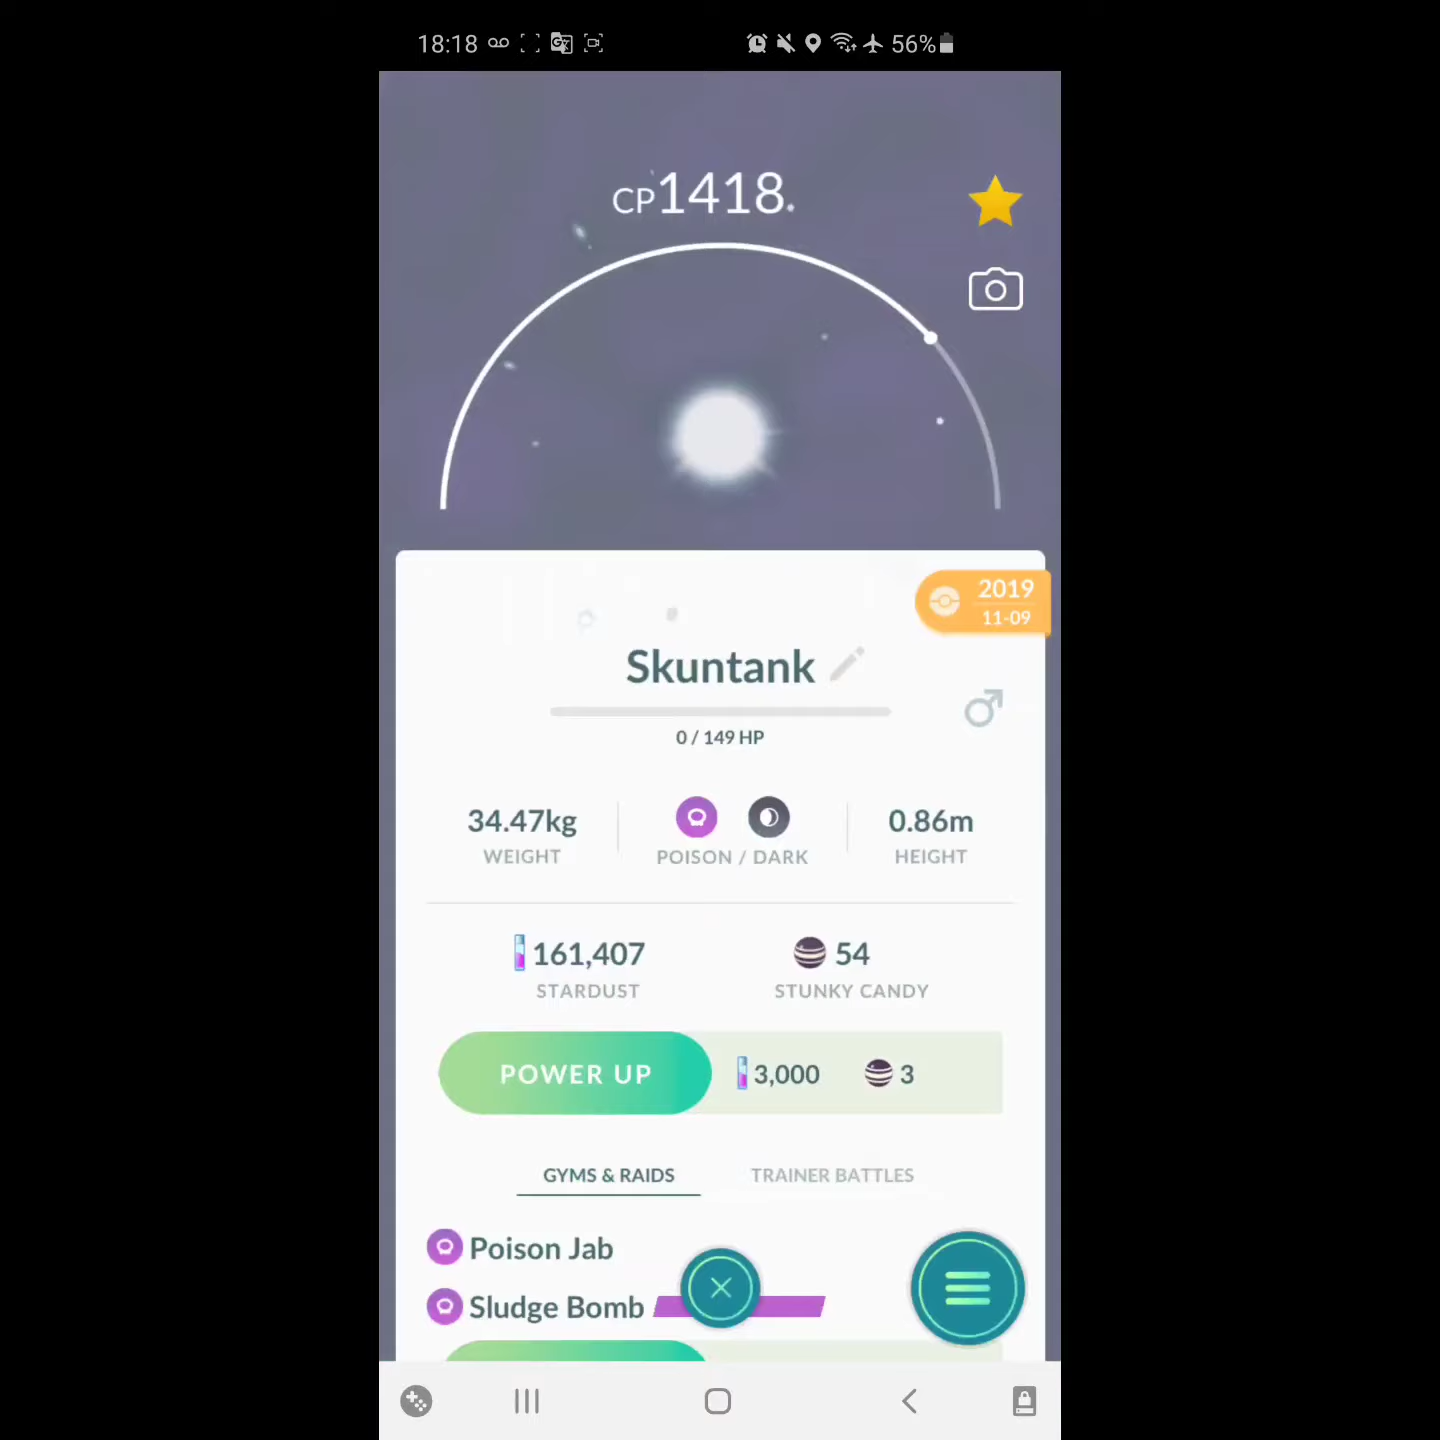 18:18 56%
CP1418
2019
11-09
Skuntank
0 / 149 HP
34.47kg 0.86m
WEIGHT POISON / DARK HEIGHT
161,407 54
STARDUST STUNKY CANDY
POWER UP 3,000 3
GYMS & RAIDS TRAINER BATTLES
Poison Jab
Sludge Bomb